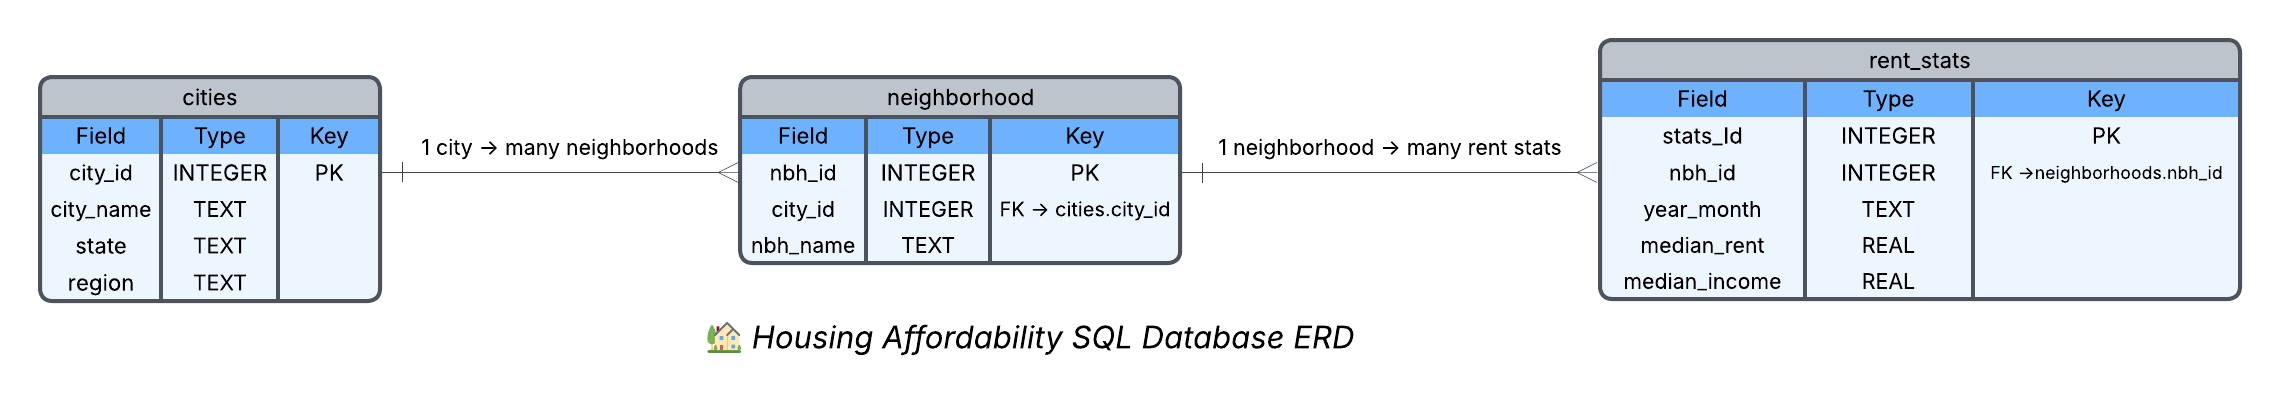 cities
Field Type Key
city_id INTEGER PK
city_name TEXT
state TEXT
region TEXT
1 city → many neighborhoods
neighborhood
Field Type Key
nbh_id INTEGER PK
city_id INTEGER FK → cities.city_id
nbh_name TEXT
1 neighborhood → many rent stats
rent_stats
Field Type Key
stats_Id INTEGER PK
nbh_id INTEGER FK →neighborhoods.nbh_id
year_month TEXT
median_rent REAL
median_income REAL
Housing Affordability SQL Database ERD